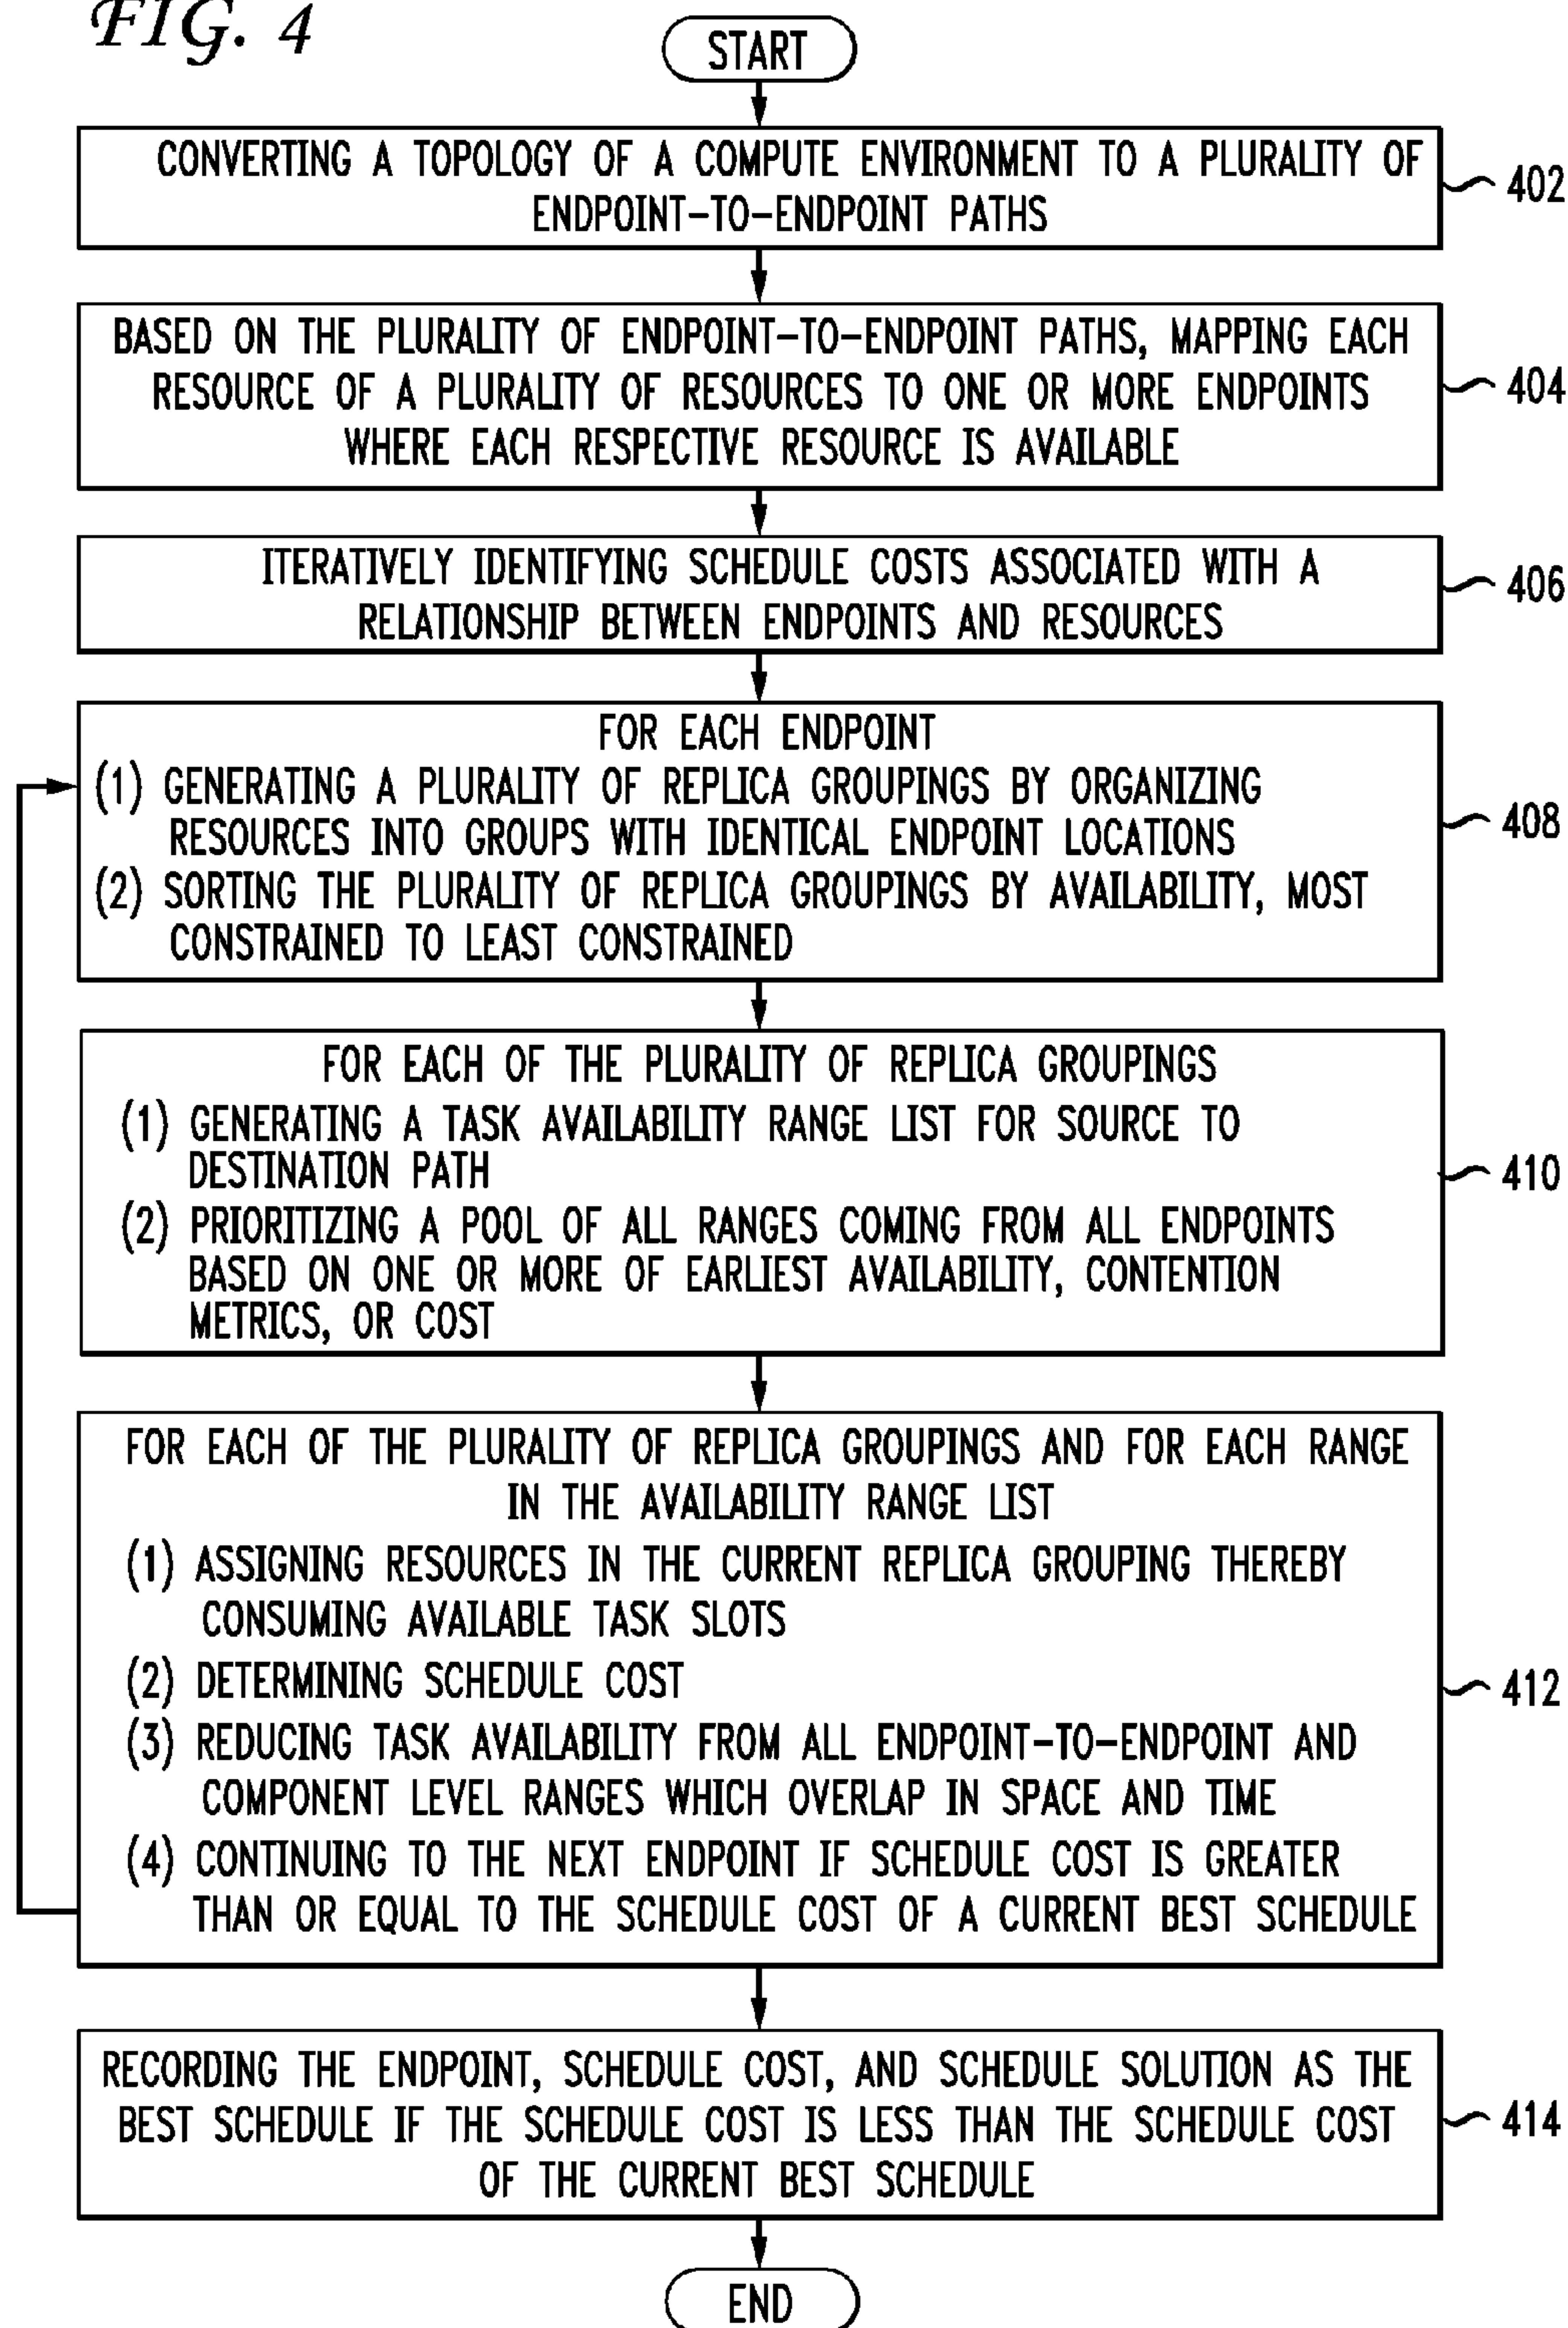 FIG. 4
START
CONVERTING A TOPOLOGY OF A COMPUTE ENVIRONMENT TO A PLURALITY OF
ENDPOINT-TO-ENDPOINT PATHS
402
BASED ON THE PLURALITY OF ENDPOINT-TO-ENDPOINT PATHS, MAPPING EACH
RESOURCE OF A PLURALITY OF RESOURCES TO ONE OR MORE ENDPOINTS
WHERE EACH RESPECTIVE RESOURCE IS AVAILABLE
404
ITERATIVELY IDENTIFYING SCHEDULE COSTS ASSOCIATED WITH A
RELATIONSHIP BETWEEN ENDPOINTS AND RESOURCES
406
FOR EACH ENDPOINT
(1) GENERATING A PLURALITY OF REPLICA GROUPINGS BY ORGANIZING
RESOURCES INTO GROUPS WITH IDENTICAL ENDPOINT LOCATIONS
(2) SORTING THE PLURALITY OF REPLICA GROUPINGS BY AVAILABILITY, MOST
CONSTRAINED TO LEAST CONSTRAINED
408
FOR EACH OF THE PLURALITY OF REPLICA GROUPINGS
(1) GENERATING A TASK AVAILABILITY RANGE LIST FOR SOURCE TO
DESTINATION PATH
(2) PRIORITIZING A POOL OF ALL RANGES COMING FROM ALL ENDPOINTS
BASED ON ONE OR MORE OF EARLIEST AVAILABILITY, CONTENTION
METRICS, OR COST
410
FOR EACH OF THE PLURALITY OF REPLICA GROUPINGS AND FOR EACH RANGE
IN THE AVAILABILITY RANGE LIST
(1) ASSIGNING RESOURCES IN THE CURRENT REPLICA GROUPING THEREBY
CONSUMING AVAILABLE TASK SLOTS
(2) DETERMINING SCHEDULE COST
(3) REDUCING TASK AVAILABILITY FROM ALL ENDPOINT-TO-ENDPOINT AND
COMPONENT LEVEL RANGES WHICH OVERLAP IN SPACE AND TIME
(4) CONTINUING TO THE NEXT ENDPOINT IF SCHEDULE COST IS GREATER
THAN OR EQUAL TO THE SCHEDULE COST OF A CURRENT BEST SCHEDULE
412
RECORDING THE ENDPOINT, SCHEDULE COST, AND SCHEDULE SOLUTION AS THE
BEST SCHEDULE IF THE SCHEDULE COST IS LESS THAN THE SCHEDULE COST
OF THE CURRENT BEST SCHEDULE
414
END